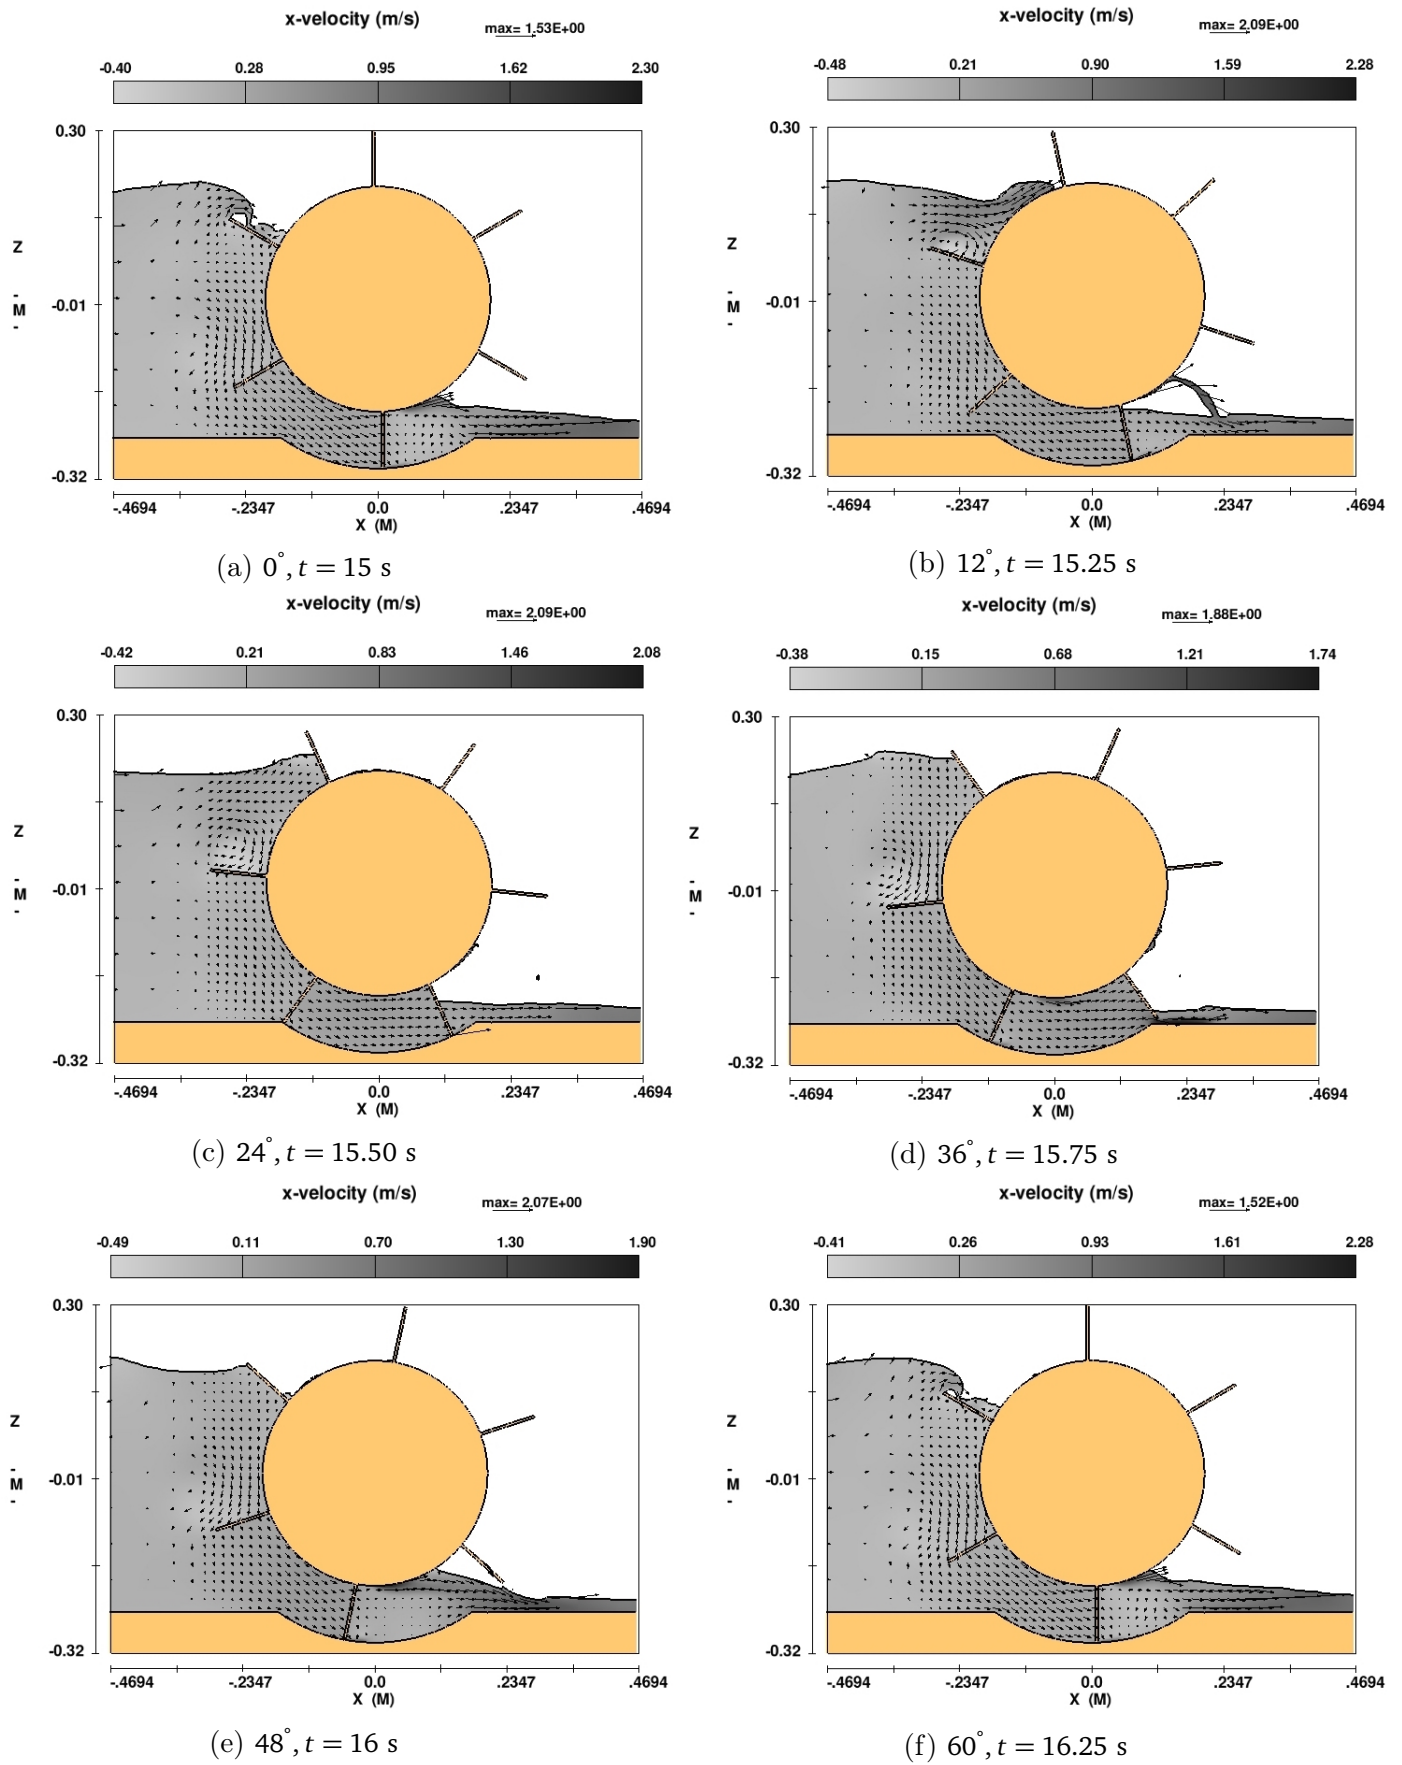 x-velocity (m/s)
max= 1.53E+00
-0.40 0.28 0.95 1.62 2.30
0.30
Z
-0.01
-
M
-
-0.32
-.4694 -.2347 0.0 .2347 .4694
X (M)
(a) 0°, t = 15 s
x-velocity (m/s)
max= 2.09E+00
-0.48 0.21 0.90 1.59 2.28
0.30
Z
-0.01
-
M
-
-0.32
-.4694 -.2347 0.0 .2347 .4694
X (M)
(b) 12°, t = 15.25 s
x-velocity (m/s)
max= 2.09E+00
-0.42 0.21 0.83 1.46 2.08
0.30
Z
-0.01
-
M
-
-0.32
-.4694 -.2347 0.0 .2347 .4694
X (M)
(c) 24°, t = 15.50 s
x-velocity (m/s)
max= 1.88E+00
-0.38 0.15 0.68 1.21 1.74
0.30
Z
-0.01
-
M
-
-0.32
-.4694 -.2347 0.0 .2347 .4694
X (M)
(d) 36°, t = 15.75 s
x-velocity (m/s)
max= 2.07E+00
-0.49 0.11 0.70 1.30 1.90
0.30
Z
-0.01
-
M
-
-0.32
-.4694 -.2347 0.0 .2347 .4694
X (M)
(e) 48°, t = 16 s
x-velocity (m/s)
max= 1.52E+00
-0.41 0.26 0.93 1.61 2.28
0.30
Z
-0.01
-
M
-
-0.32
-.4694 -.2347 0.0 .2347 .4694
X (M)
(f) 60°, t = 16.25 s